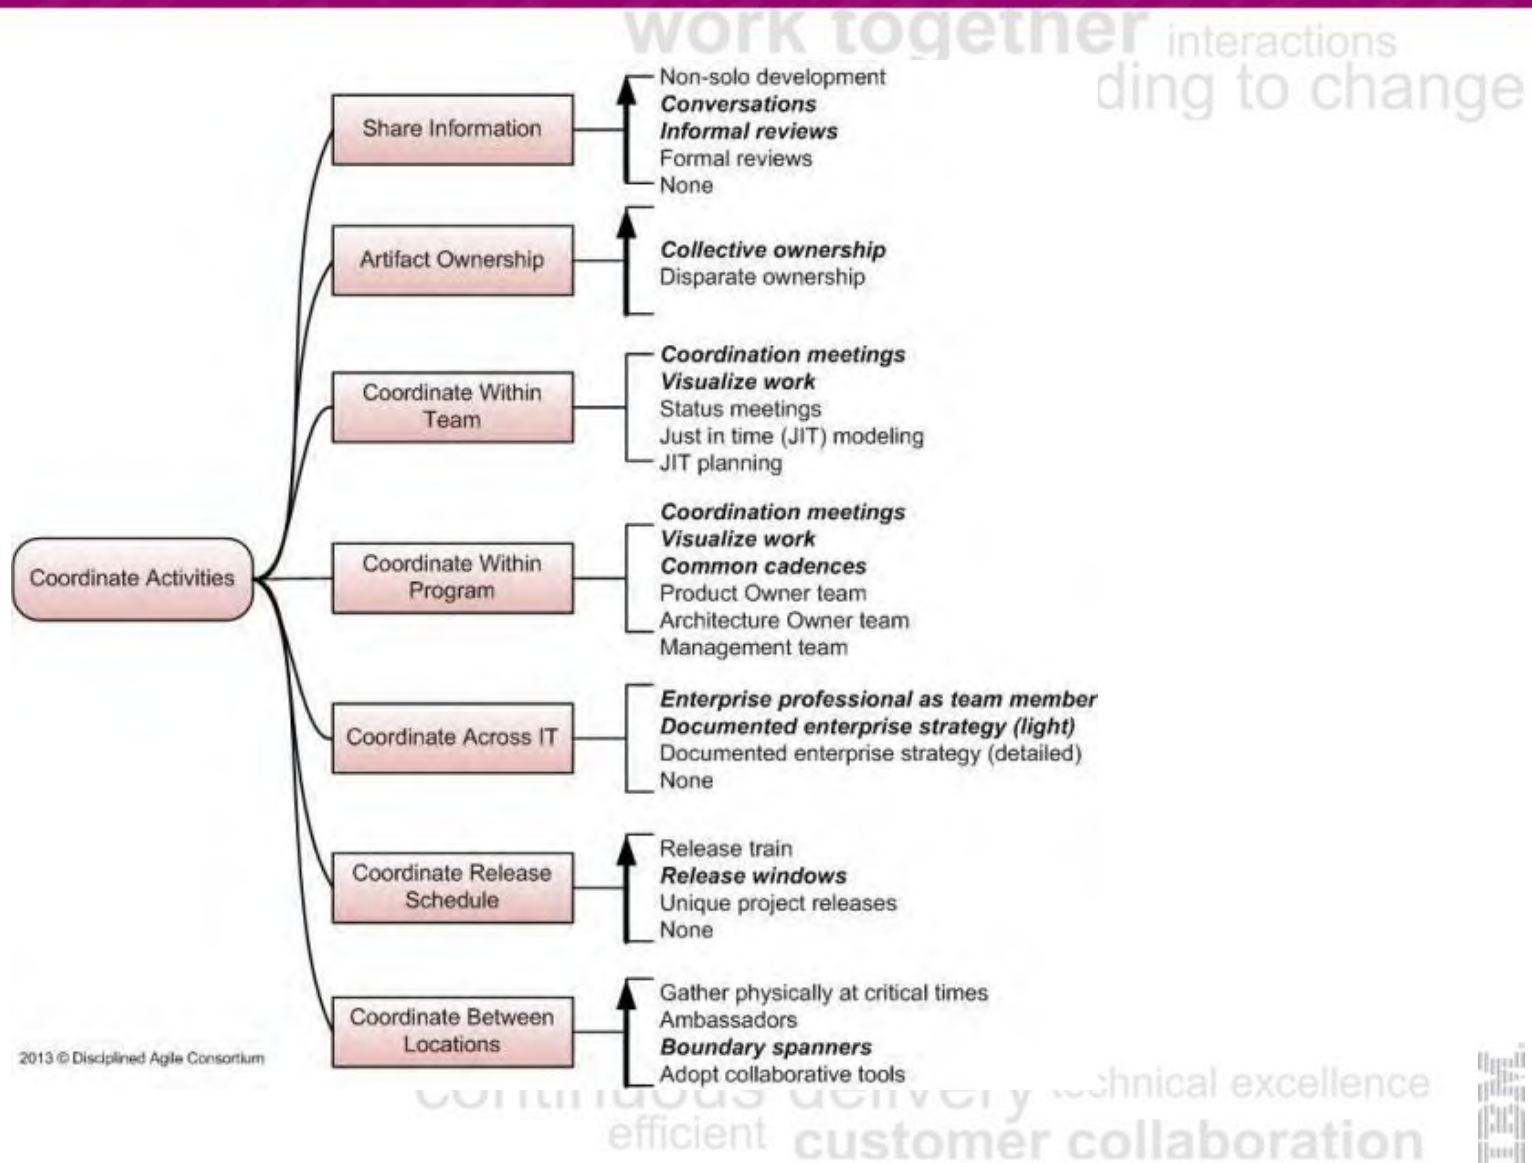 work together interactions
ding to change
Non-solo development
Conversations
Informal reviews
Formal reviews
None
Share Information
Collective ownership
Disparate ownership
Artifact Ownership
Coordination meetings
Visualize work
Status meetings
Just in time (JIT) modeling
JIT planning
Coordinate Within
Team
Coordination meetings
Visualize work
Common cadences
Product Owner team
Architecture Owner team
Management team
Coordinate Within
Program
Coordinate Activities
Enterprise professional as team member
Documented enterprise strategy (light)
Documented enterprise strategy (detailed)
None
Coordinate Across IT
Release train
Release windows
Unique project releases
None
Coordinate Release
Schedule
Gather physically at critical times
Ambassadors
Boundary spanners
Adopt collaborative tools
Coordinate Between
Locations
2013 © Disciplined Agile Consortium
continuous delivery chnical excellence
efficient customer collaboration
IBM